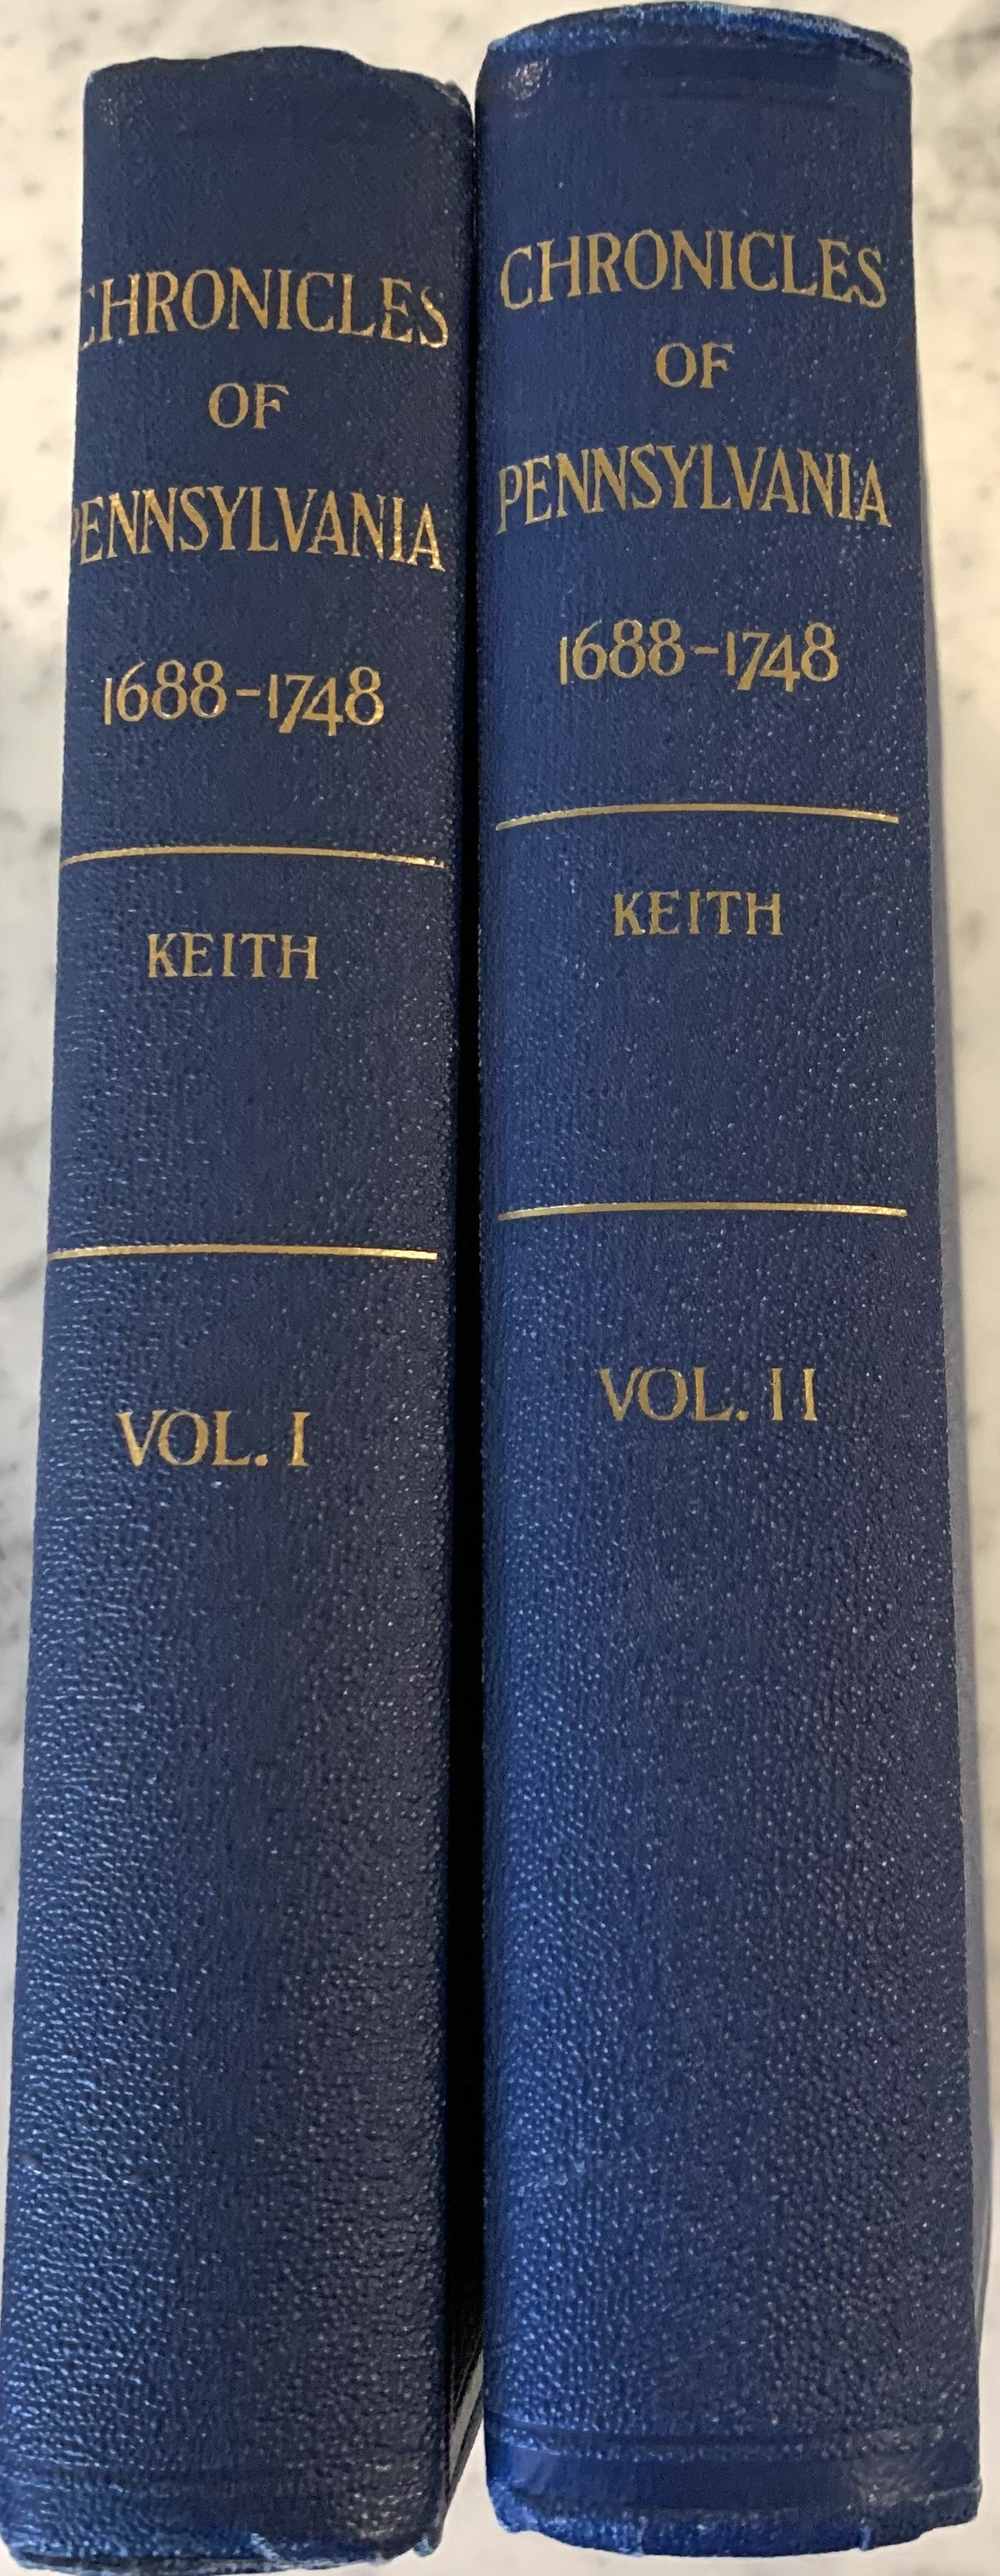 CHRONICLES
OF
PENNSYLVANIA
1688-1748
KEITH
VOL. I
CHRONICLES
OF
PENNSYLVANIA
1688-1748
KEITH
VOL. II